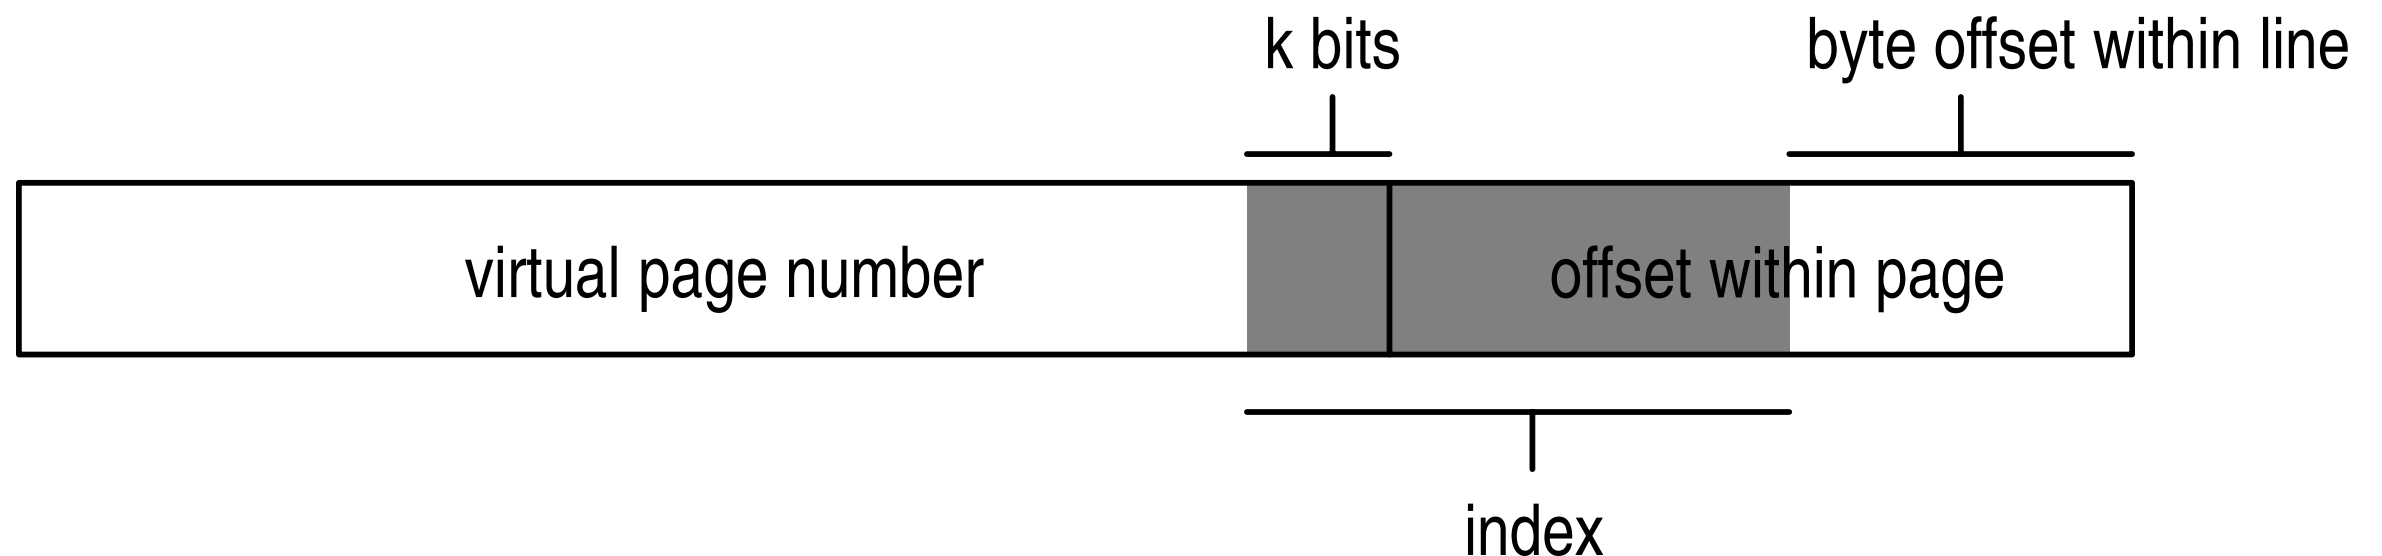 k bits
byte offset within line
virtual page number
offset within page
index